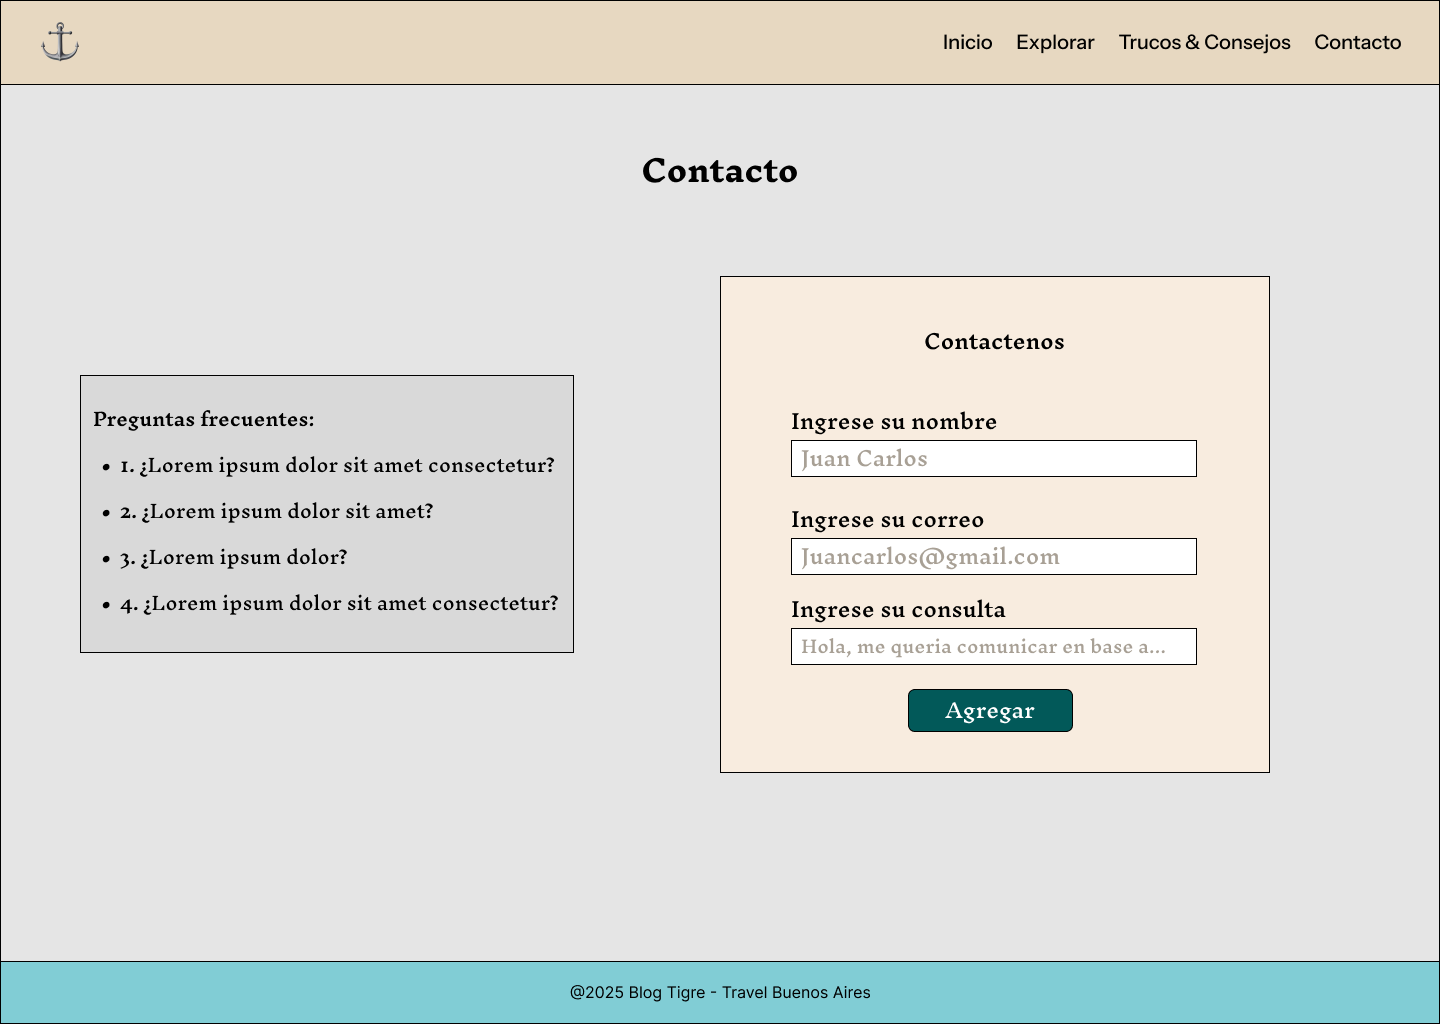 Inicio Explorar Trucos & Consejos Contacto
Contacto
Preguntas frecuentes:
• 1. ¿Lorem ipsum dolor sit amet consectetur?
• 2. ¿Lorem ipsum dolor sit amet?
• 3. ¿Lorem ipsum dolor?
• 4. ¿Lorem ipsum dolor sit amet consectetur?
Contactenos
Ingrese su nombre
Juan Carlos
Ingrese su correo
Juancarlos@gmail.com
Ingrese su consulta
Hola, me queria comunicar en base a...
Agregar
@2025 Blog Tigre - Travel Buenos Aires